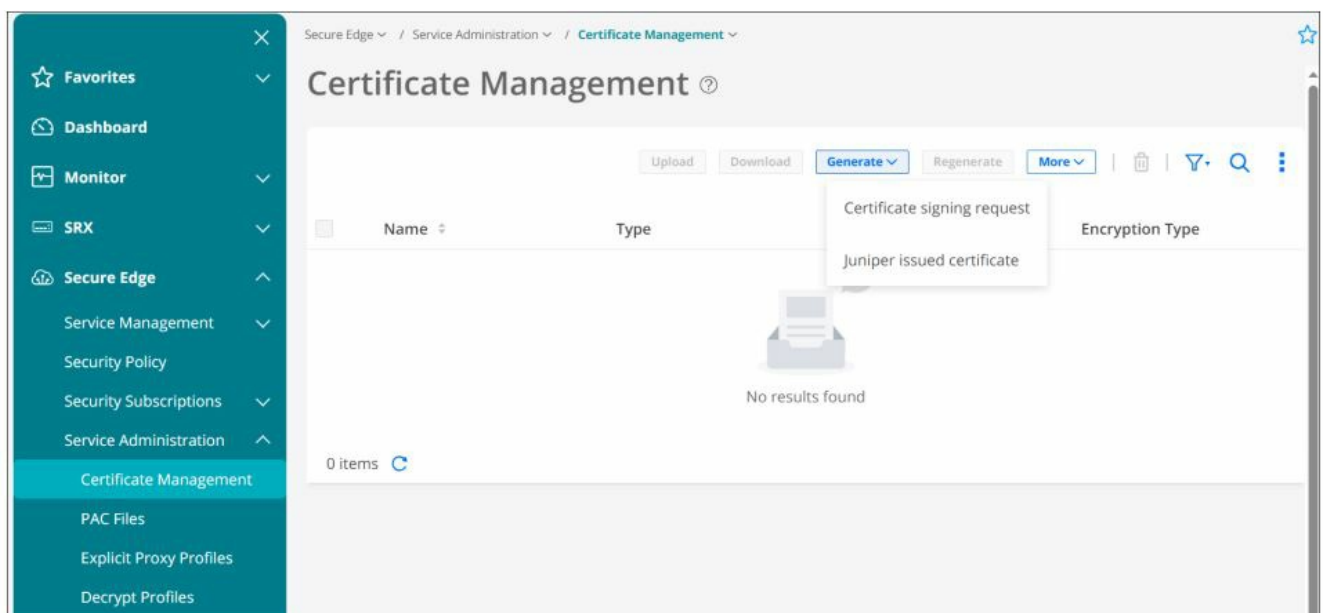 Favorites
Dashboard
Monitor
SRX
Secure Edge
Service Management
Security Policy
Security Subscriptions
Service Administration
Certificate Management
PAC Files
Explicit Proxy Profiles
Decrypt Profiles
Secure Edge / Service Administration / Certificate Management
Certificate Management
Upload Download Generate Regenerate More
Certificate signing request
Juniper issued certificate
Name Type Encryption Type
No results found
0 items